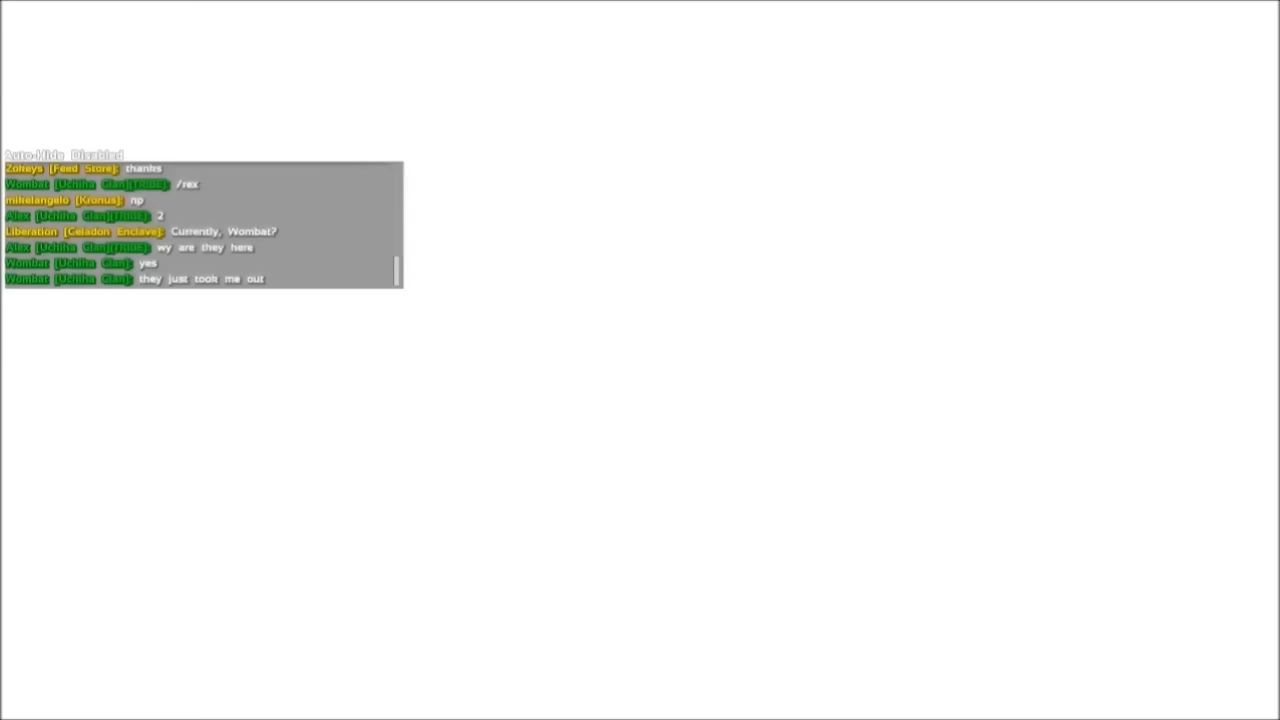 Auto-Hide Disabled
Zokeys [Feed Store]: thanks
Wombat [Uchiha Clan][TRIBE]: /rex
mikelangelo [Kronus]: np
Alex [Uchiha Clan][TRIBE]: 2
Liberation [Celadon Enclave]: Currently, Wombat?
Alex [Uchiha Clan][TRIBE]: wy are they here
Wombat [Uchiha Clan]: yes
Wombat [Uchiha Clan]: they just took me out